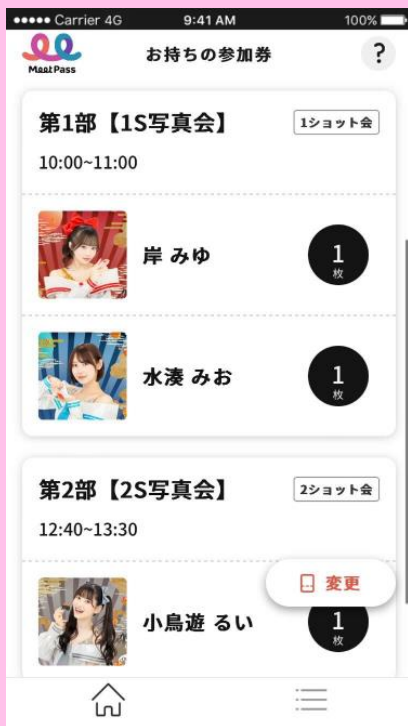 Carrier 4G 9:41 AM 100%
Meet Pass
お持ちの参加券
?
第1部【1S写真会】
1ショット会
10:00~11:00
岸 みゆ
1
枚
水湊 みお
1
枚
第2部【2S写真会】
2ショット会
12:40~13:30
変更
小鳥遊 るい
1
枚